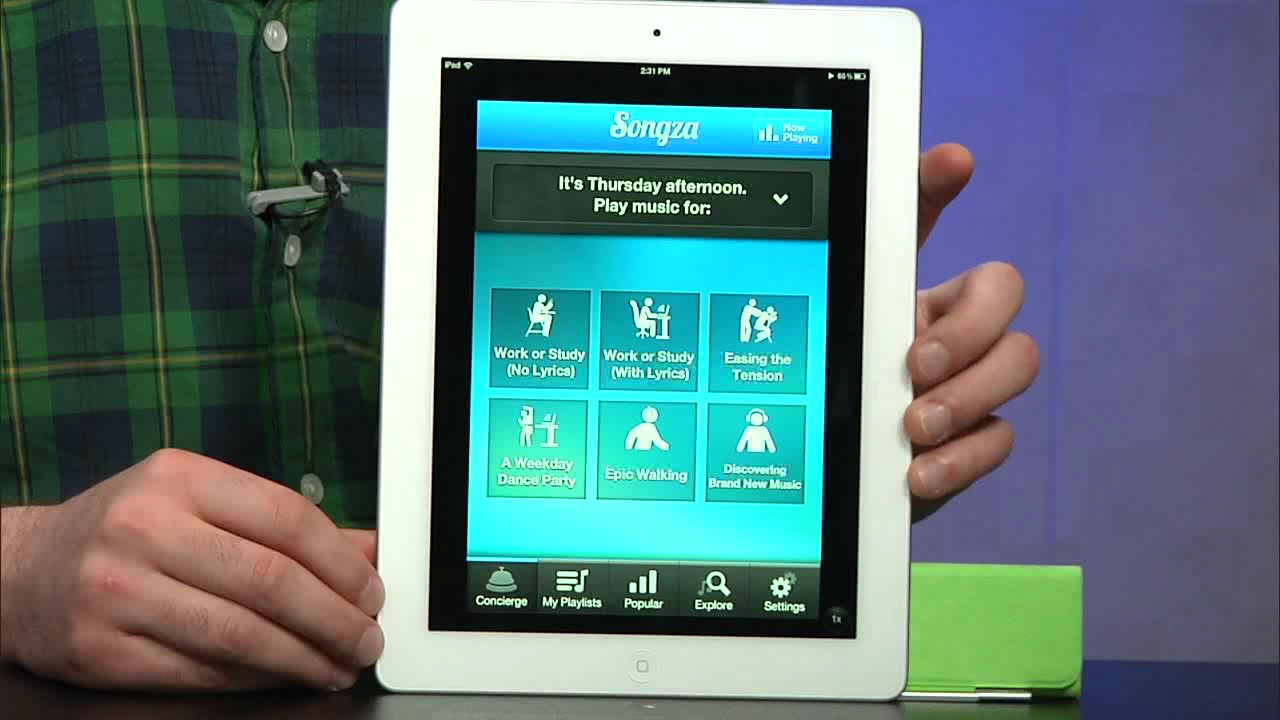 iPad
2:31 PM
65%
Songza
Now
Playing
It's Thursday afternoon.
Play music for:
Work or Study
(No Lyrics)
Work or Study
(With Lyrics)
Easing the
Tension
A Weekday
Dance Party
Epic Walking
Discovering
Brand New Music
Concierge
My Playlists
Popular
Explore
Settings
1x